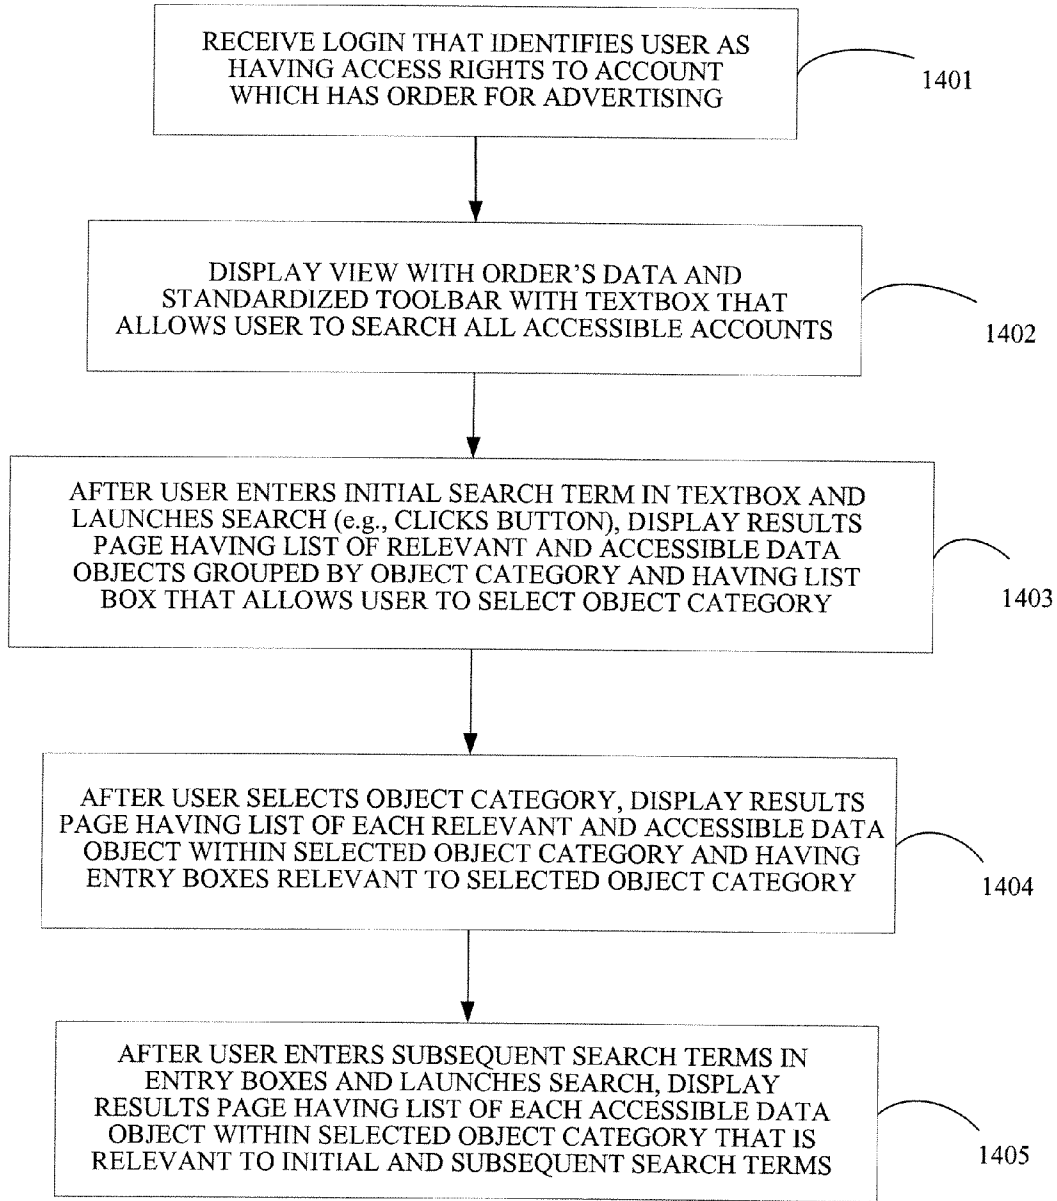 RECEIVE LOGIN THAT IDENTIFIES USER AS
HAVING ACCESS RIGHTS TO ACCOUNT
WHICH HAS ORDER FOR ADVERTISING
1401
DISPLAY VIEW WITH ORDER'S DATA AND
STANDARDIZED TOOLBAR WITH TEXTBOX THAT
ALLOWS USER TO SEARCH ALL ACCESSIBLE ACCOUNTS
1402
AFTER USER ENTERS INITIAL SEARCH TERM IN TEXTBOX AND
LAUNCHES SEARCH (e.g., CLICKS BUTTON), DISPLAY RESULTS
PAGE HAVING LIST OF RELEVANT AND ACCESSIBLE DATA
OBJECTS GROUPED BY OBJECT CATEGORY AND HAVING LIST
BOX THAT ALLOWS USER TO SELECT OBJECT CATEGORY
1403
AFTER USER SELECTS OBJECT CATEGORY, DISPLAY RESULTS
PAGE HAVING LIST OF EACH RELEVANT AND ACCESSIBLE DATA
OBJECT WITHIN SELECTED OBJECT CATEGORY AND HAVING
ENTRY BOXES RELEVANT TO SELECTED OBJECT CATEGORY
1404
AFTER USER ENTERS SUBSEQUENT SEARCH TERMS IN
ENTRY BOXES AND LAUNCHES SEARCH, DISPLAY
RESULTS PAGE HAVING LIST OF EACH ACCESSIBLE DATA
OBJECT WITHIN SELECTED OBJECT CATEGORY THAT IS
RELEVANT TO INITIAL AND SUBSEQUENT SEARCH TERMS
1405